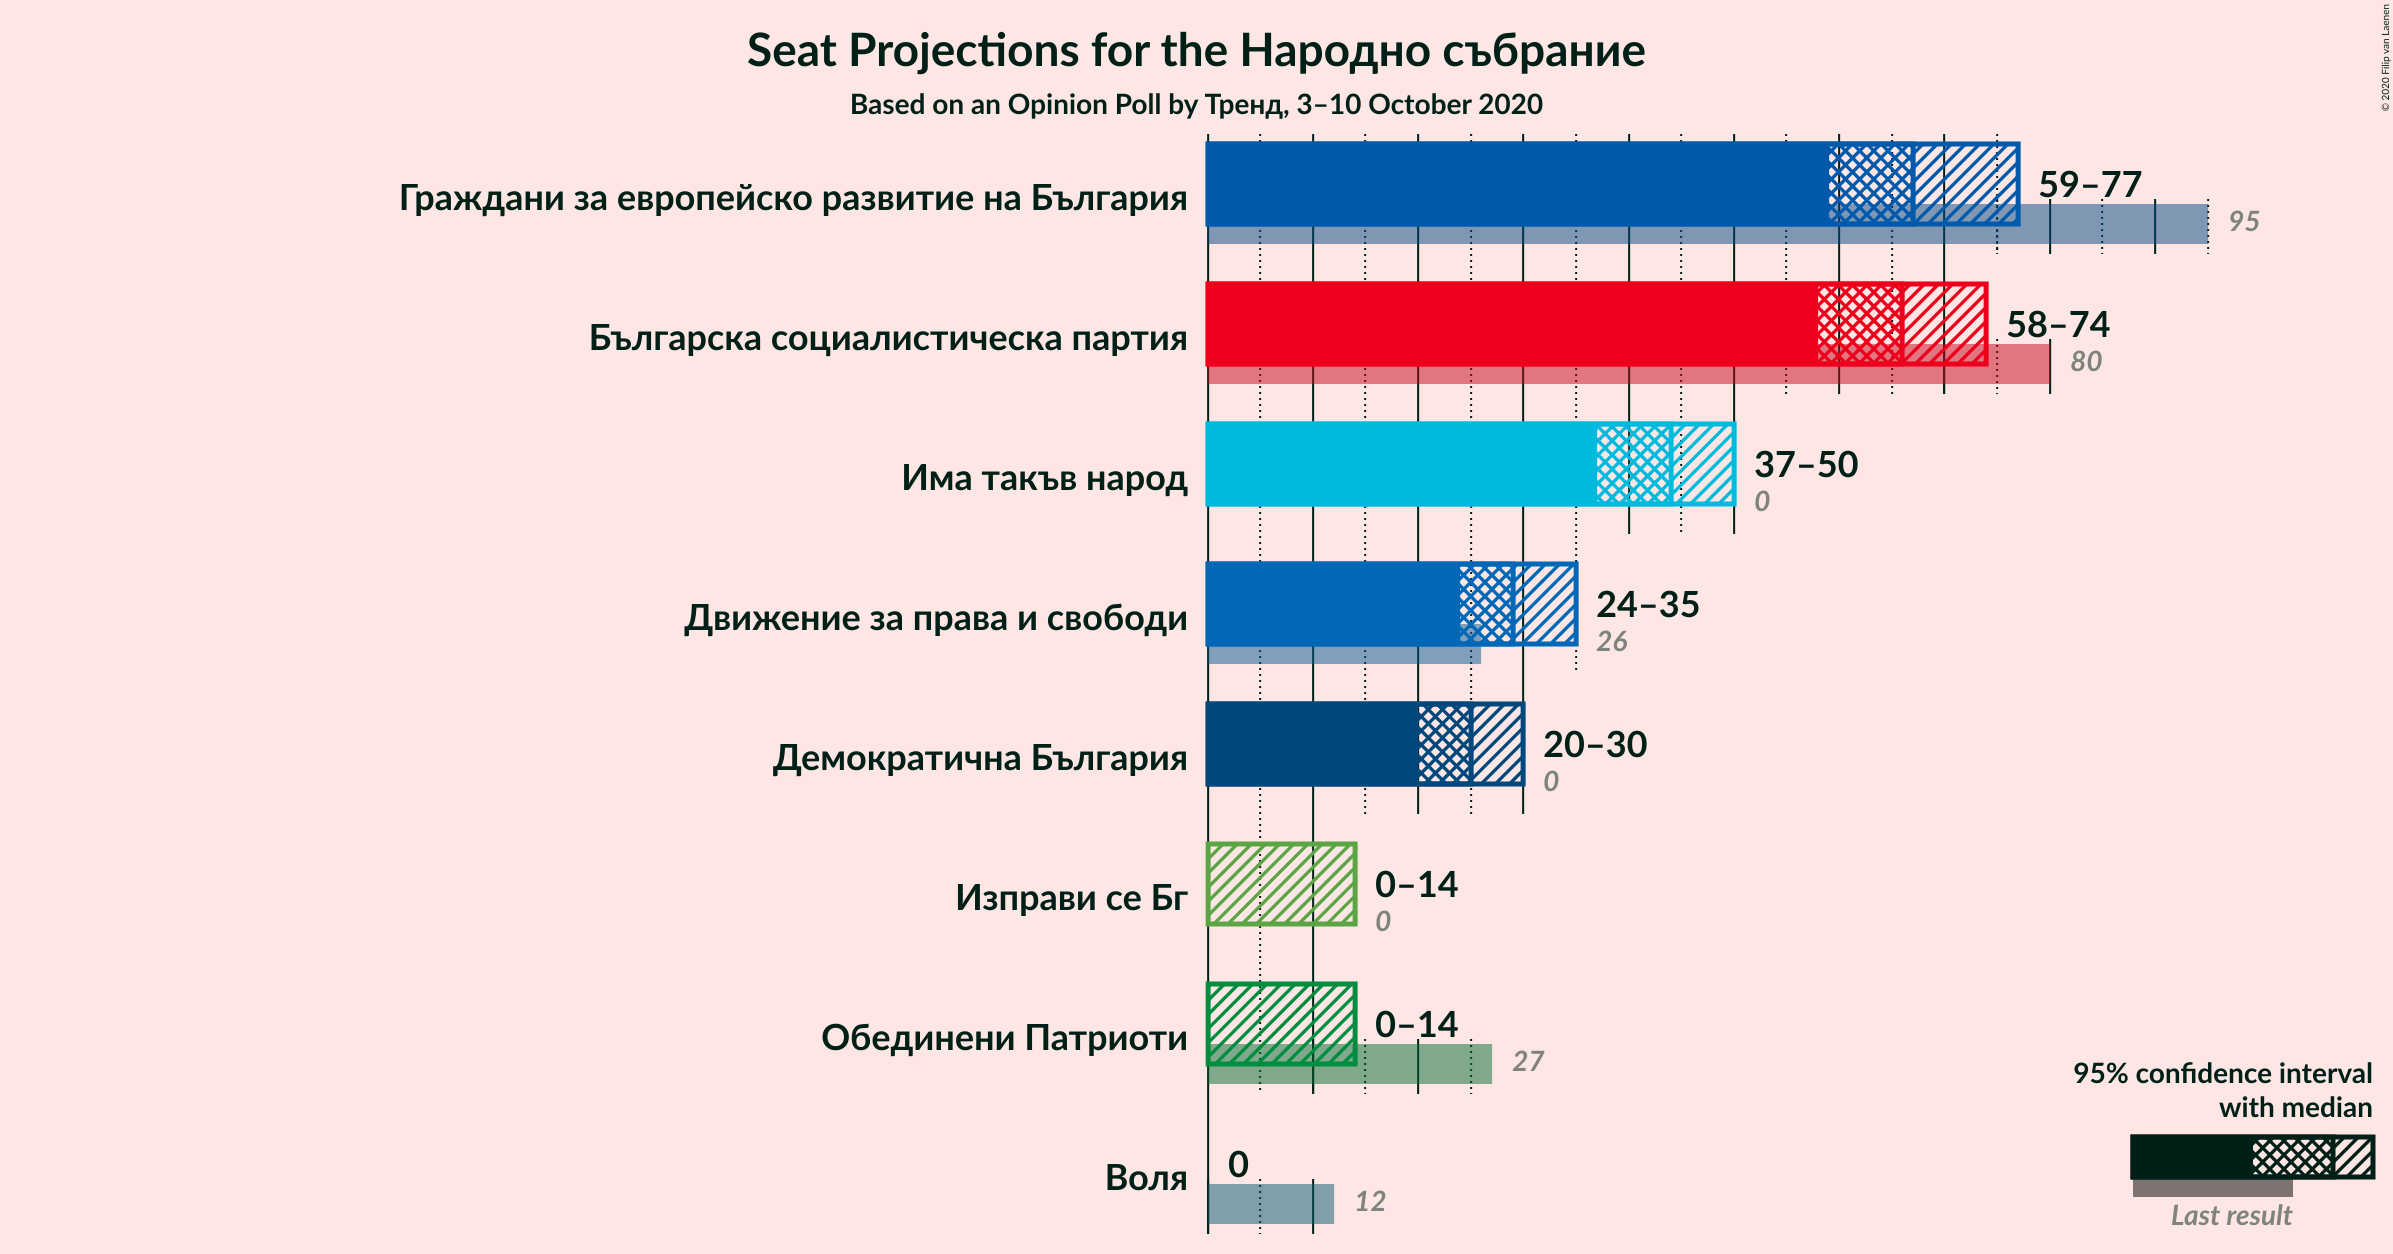 Seat Projections for the Народно събрание
Based on an Opinion Poll by Тренд, 3–10 October 2020
© 2020 Filip van Laenen
Граждани за европейско развитие на България
59–77
95
Българска социалистическа партия
58–74
80
Има такъв народ
37–50
0
Движение за права и свободи
24–35
26
Демократична България
20–30
0
Изправи се Бг
0–14
0
Обединени Патриоти
0–14
27
Воля
0
12
95% confidence interval
with median
Last result